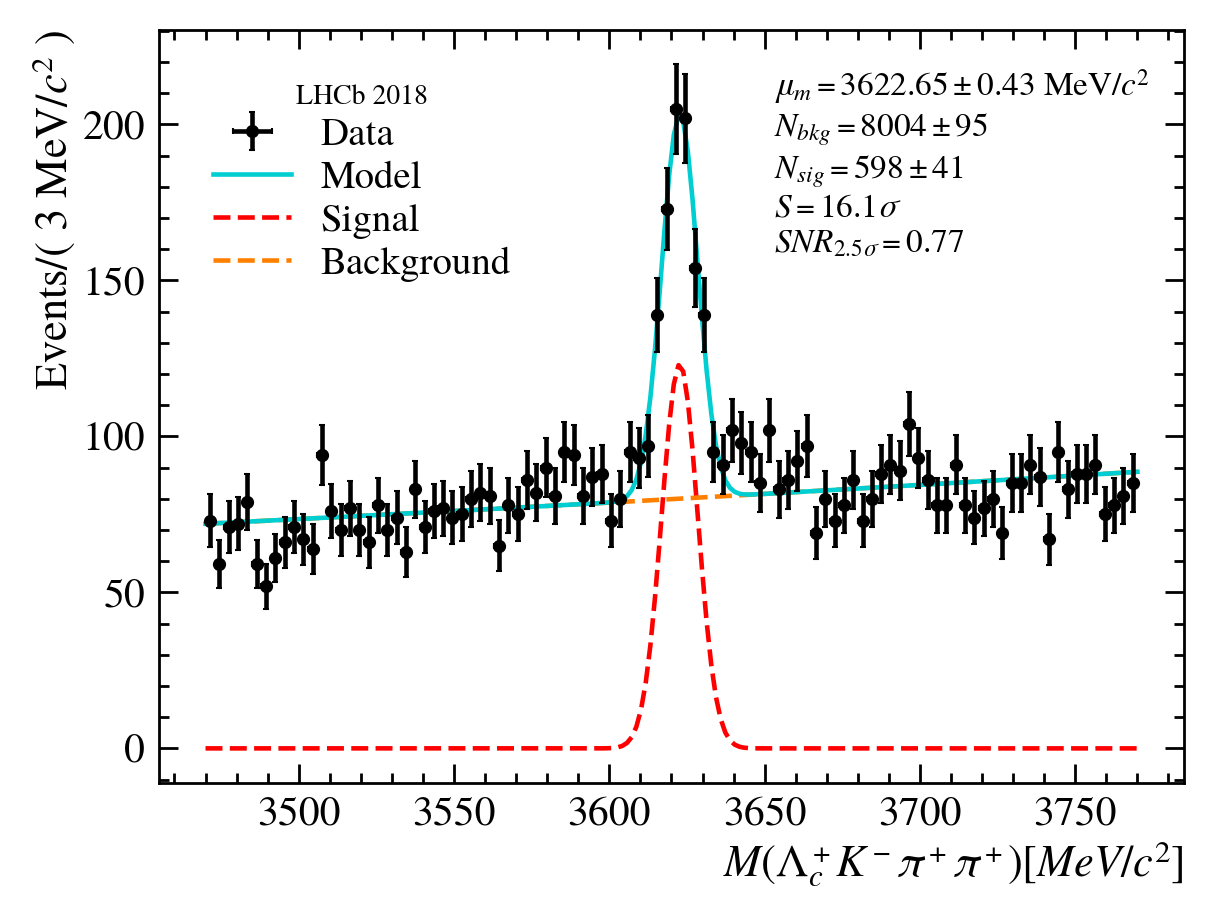 Events/( 3 MeV/c² )
LHCb 2018
Data
Model
Signal
Background
μₘ = 3622.65 ± 0.43 MeV/c²
N_bkg = 8004 ± 95
N_sig = 598 ± 41
S = 16.1σ
SNR_2.5σ = 0.77
200
150
100
50
0
3500 3550 3600 3650 3700 3750
M(Λ_c⁺K⁻π⁺π⁺)[MeV/c²]